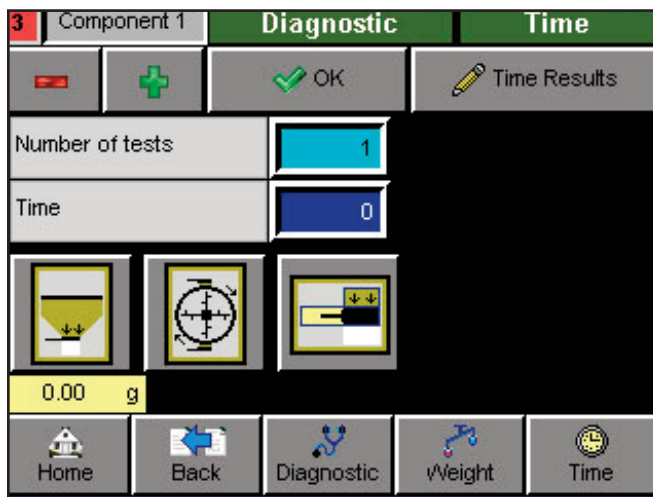 3 Component 1 Diagnostic Time
OK Time Results
Number of tests 1
Time 0
0.00 g
Home Back Diagnostic Weight Time